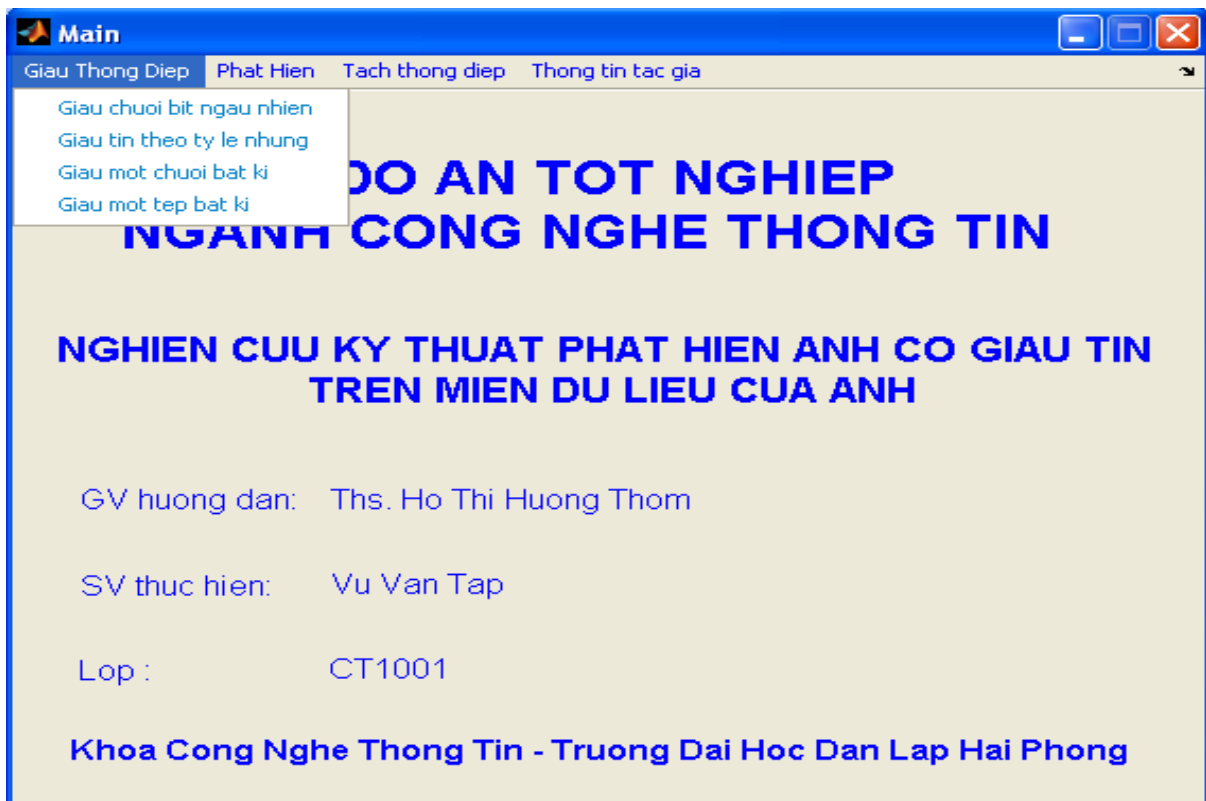 Main
Giau Thong Diep Phat Hien Tach thong diep Thong tin tac gia
Giau chuoi bit ngau nhien
Giau tin theo ty le nhung
Giau mot chuoi bat ki
Giau mot tep bat ki
DO AN TOT NGHIEP
NGANH CONG NGHE THONG TIN
NGHIEN CUU KY THUAT PHAT HIEN ANH CO GIAU TIN
TREN MIEN DU LIEU CUA ANH
GV huong dan: Ths. Ho Thi Huong Thom
SV thuc hien: Vu Van Tap
Lop : CT1001
Khoa Cong Nghe Thong Tin - Truong Dai Hoc Dan Lap Hai Phong